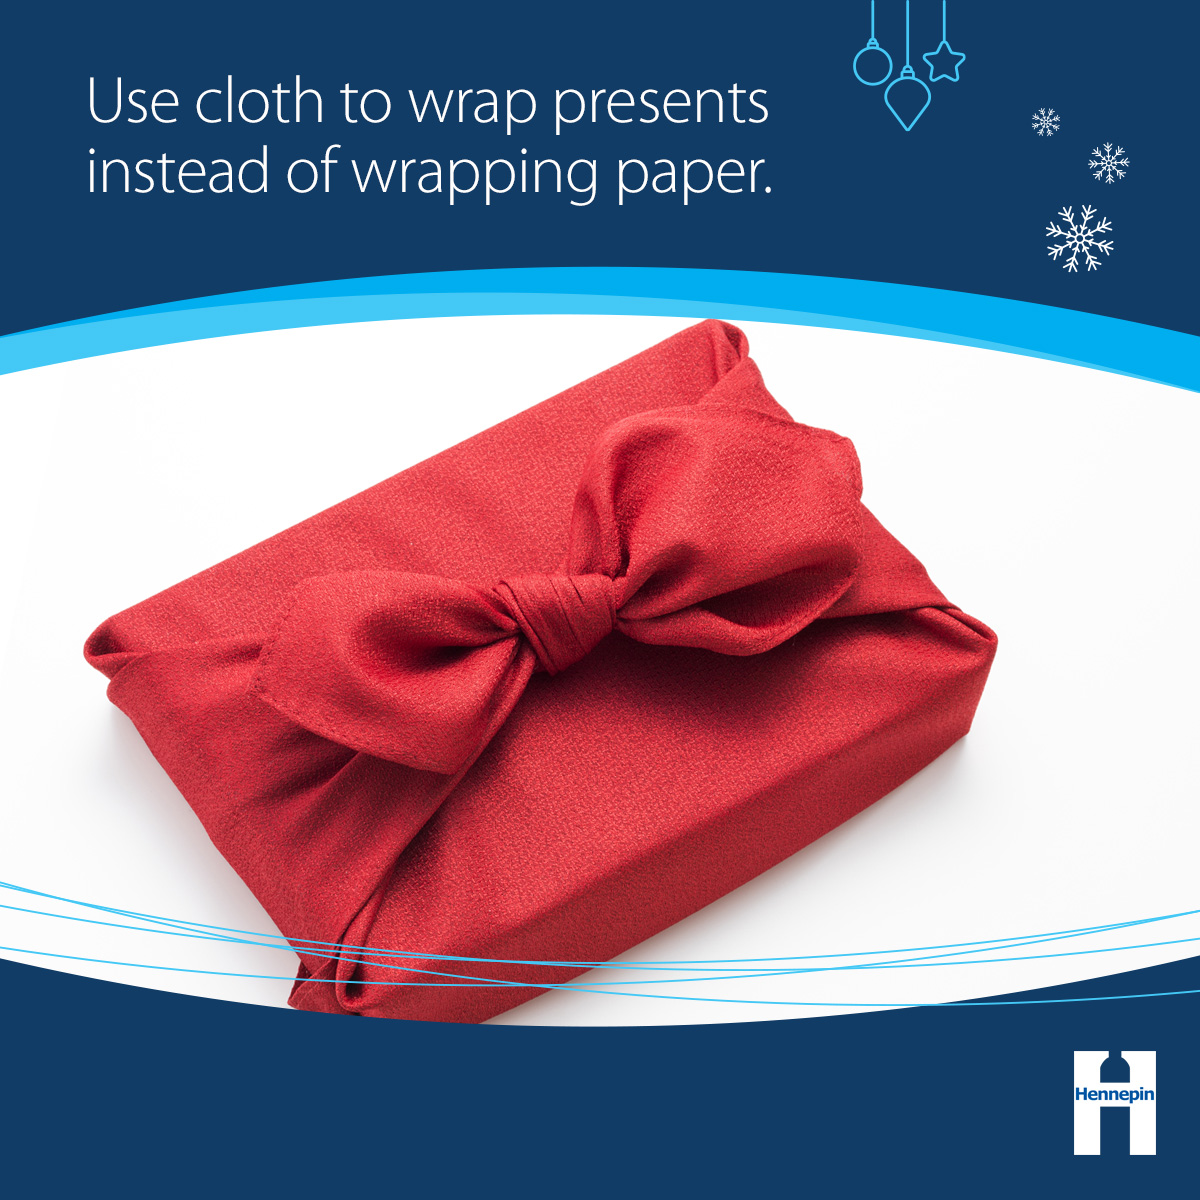 Use cloth to wrap presents
instead of wrapping paper.
Hennepin